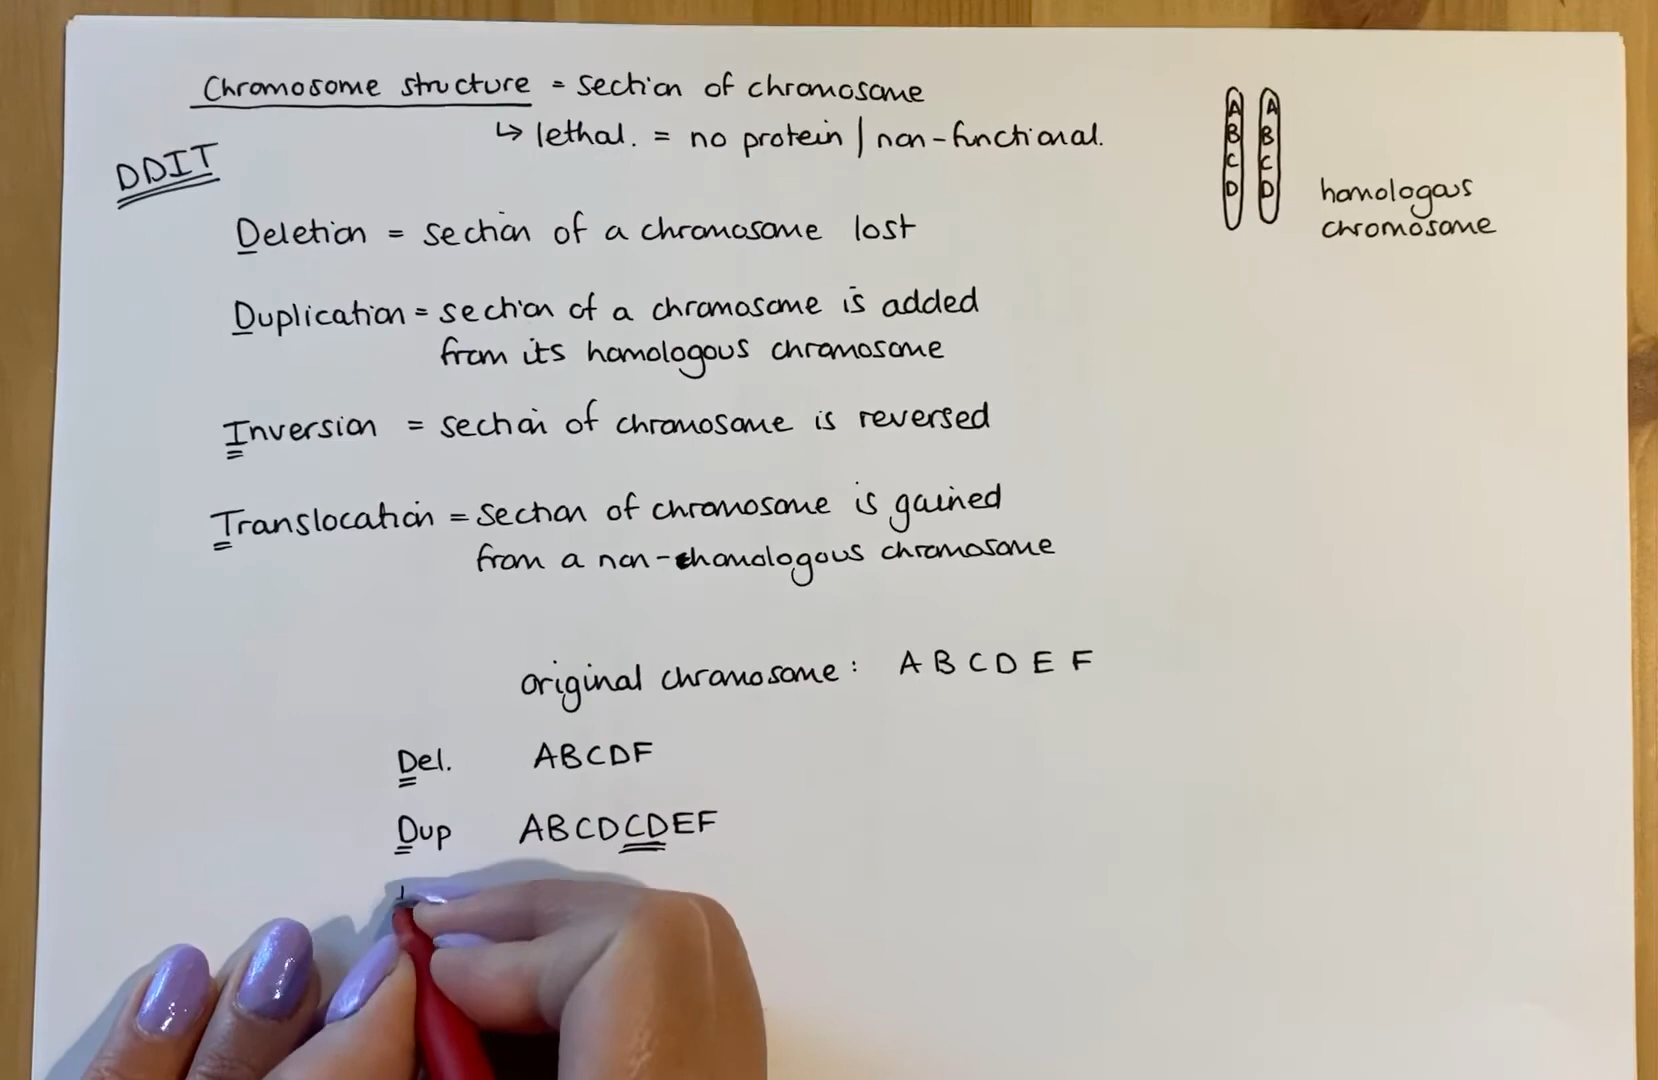 Chromosome structure = section of chromosome
↳ lethal. = no protein / non-functional.
DDIT
Deletion = section of a chromosome lost
Duplication = section of a chromosome is added
from its homologous chromosome
Inversion = section of chromosome is reversed
Translocation = section of chromosome is gained
from a non-homologous chromosome
original chromosome: A B C D E F
Del. ABCDF
Dup ABCDCDEF
A A
B B
C C
D D
homologous
chromosome